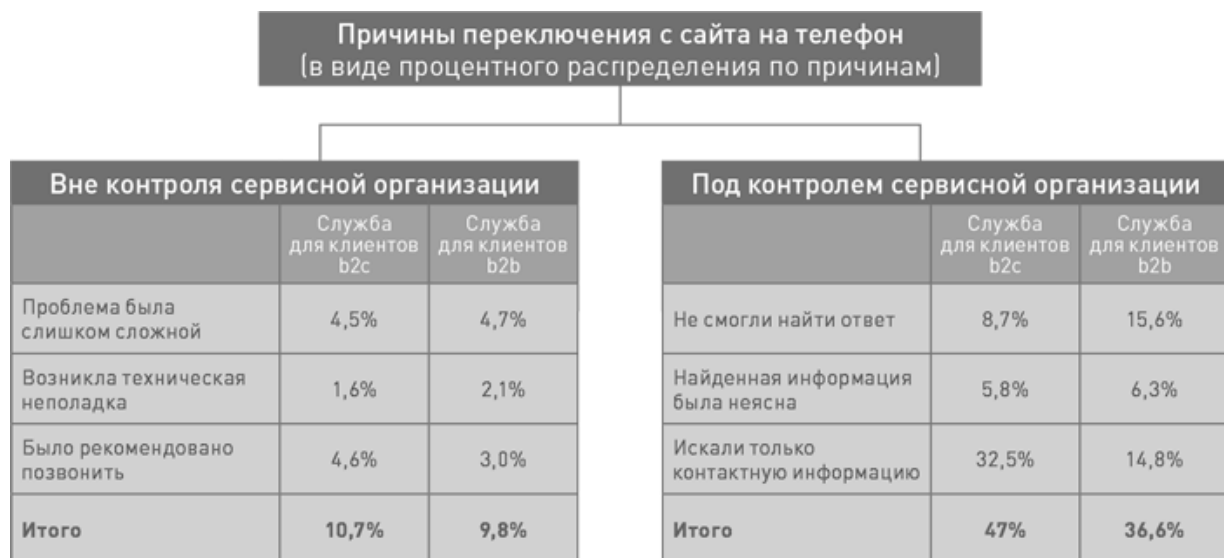 Причины переключения с сайта на телефон
(в виде процентного распределения по причинам)
Вне контроля сервисной организации
Служба
для клиентов
b2c
Служба
для клиентов
b2b
Проблема была
слишком сложной
4,5%
4,7%
Возникла техническая
неполадка
1,6%
2,1%
Было рекомендовано
позвонить
4,6%
3,0%
Итого
10,7%
9,8%
Под контролем сервисной организации
Служба
для клиентов
b2c
Служба
для клиентов
b2b
Не смогли найти ответ
8,7%
15,6%
Найденная информация
была неясна
5,8%
6,3%
Искали только
контактную информацию
32,5%
14,8%
Итого
47%
36,6%